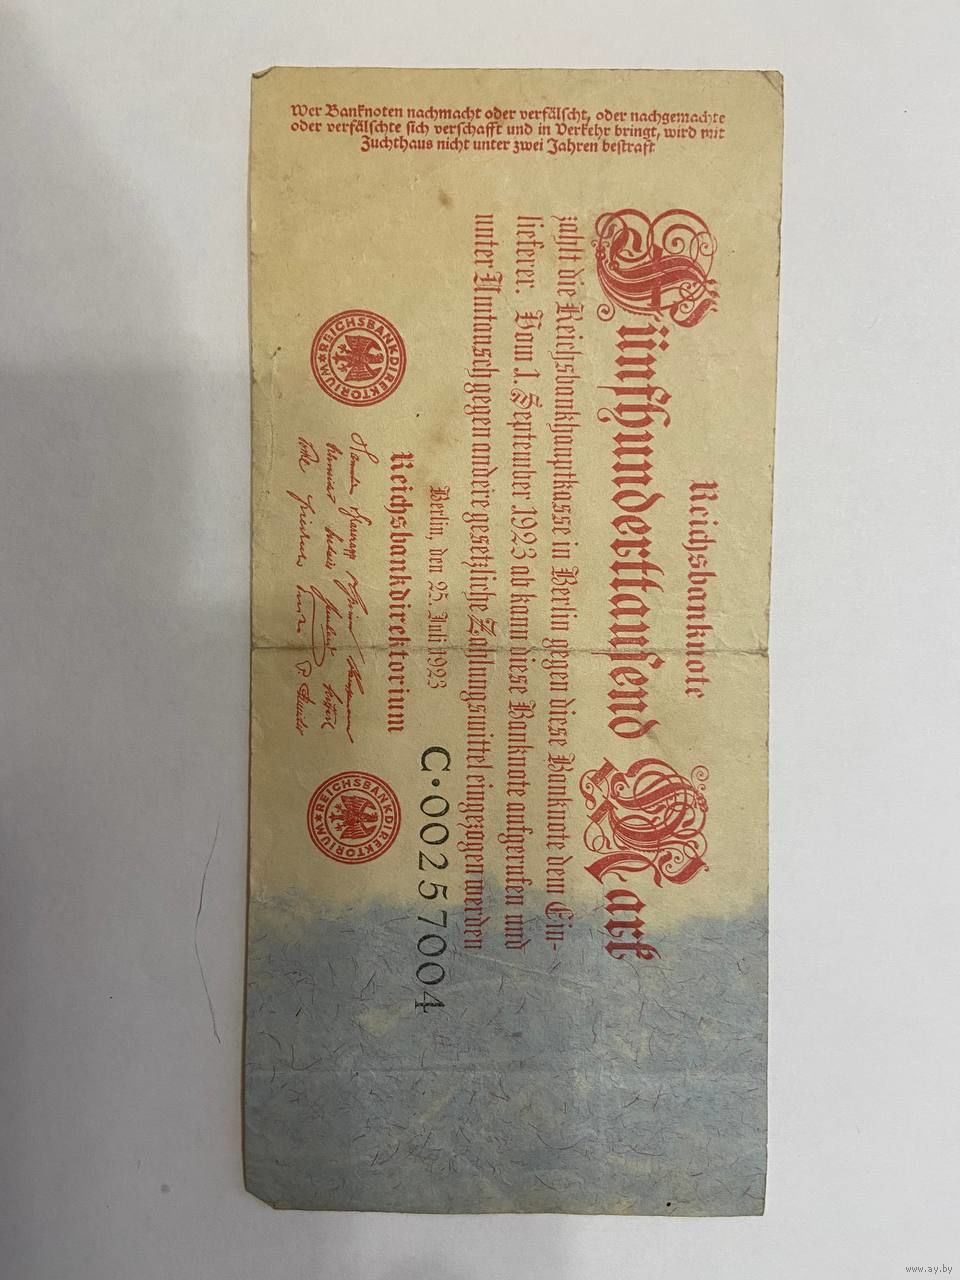 Wer Banknoten nachmacht oder verfälscht, oder nachgemachte
oder verfälschte sich verschafft und in Verkehr bringt, wird mit
Zuchthaus nicht unter zwei Jahren bestraft
Reichsbanknote
Fünfhunderttausend Mark
zahlt die Reichsbankhauptkasse in Berlin gegen diese Banknote dem Ein-
lieferer. Vom 1. September 1923 ab kann diese Banknote aufgerufen und
unter Umtausch gegen andere gesetzliche Zahlungsmittel eingezogen werden
Berlin, den 25. Juli 1923
Reichsbankdirektorium
C·00257004
REICHSBANKDIREKTORIUM
REICHSBANKDIREKTORIUM
www.ay.by